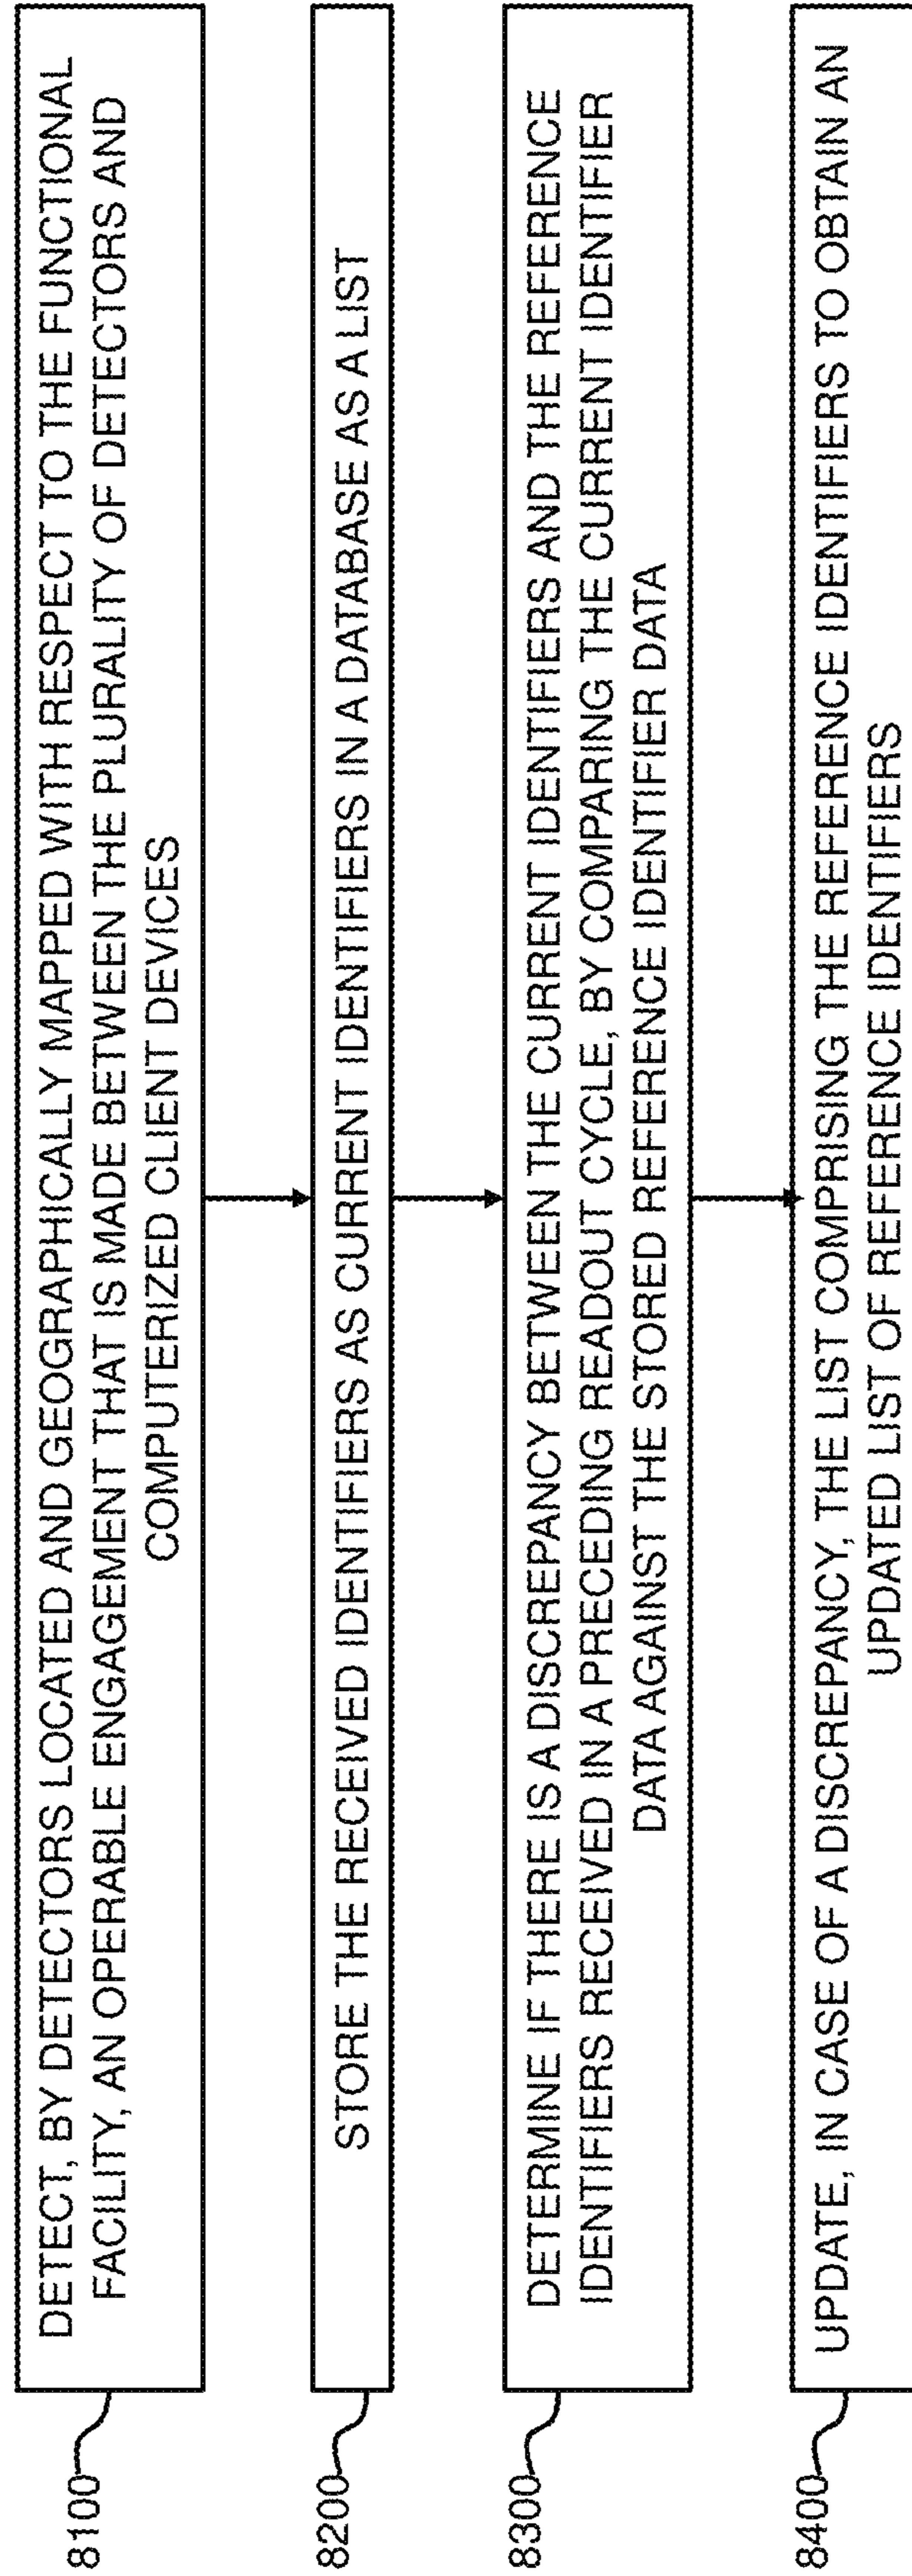 8100
DETECT, BY DETECTORS LOCATED AND GEOGRAPHICALLY MAPPED WITH RESPECT TO THE FUNCTIONAL
FACILITY, AN OPERABLE ENGAGEMENT THAT IS MADE BETWEEN THE PLURALITY OF DETECTORS AND
COMPUTERIZED CLIENT DEVICES
8200
STORE THE RECEIVED IDENTIFIERS AS CURRENT IDENTIFIERS IN A DATABASE AS A LIST
8300
DETERMINE IF THERE IS A DISCREPANCY BETWEEN THE CURRENT IDENTIFIERS AND THE REFERENCE
IDENTIFIERS RECEIVED IN A PRECEDING READOUT CYCLE, BY COMPARING THE CURRENT IDENTIFIER
DATA AGAINST THE STORED REFERENCE IDENTIFIER DATA
8400
UPDATE, IN CASE OF A DISCREPANCY, THE LIST COMPRISING THE REFERENCE IDENTIFIERS TO OBTAIN AN
UPDATED LIST OF REFERENCE IDENTIFIERS